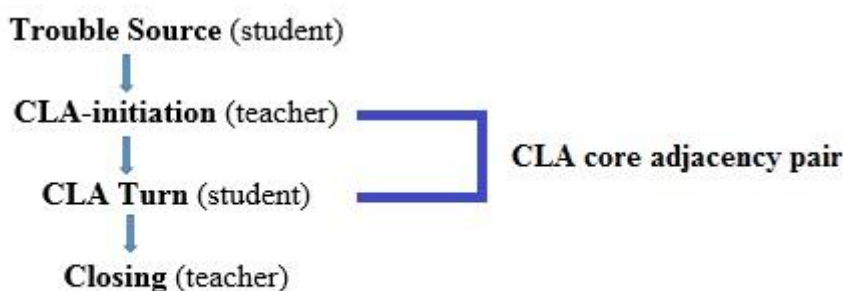 Trouble Source (student)
CLA-initiation (teacher)
CLA core adjacency pair
CLA Turn (student)
Closing (teacher)